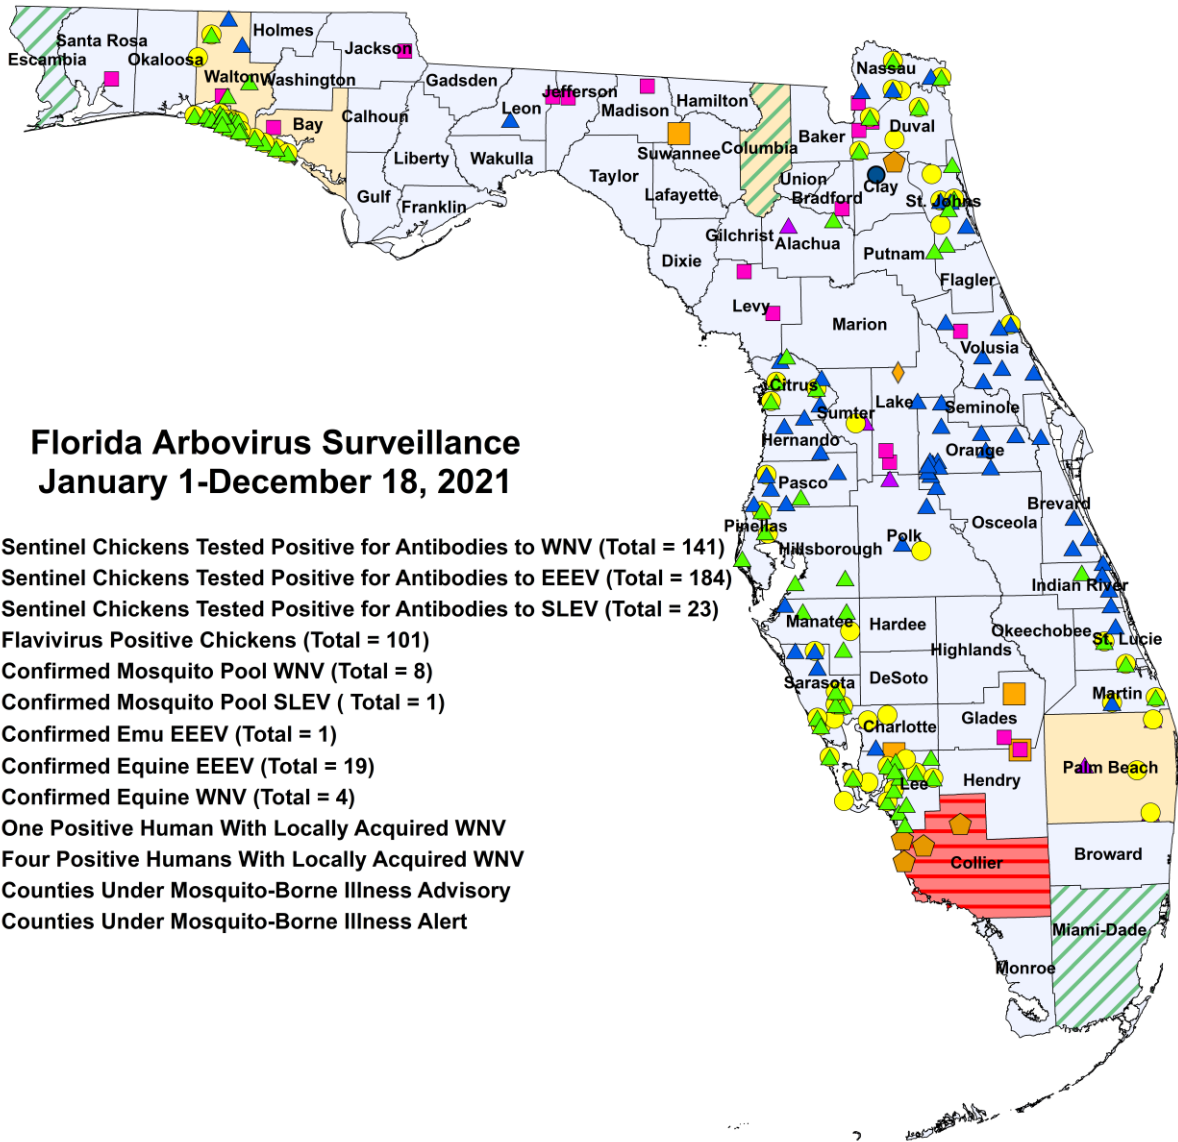 Escambia
Santa Rosa
Okaloosa
Walton
Holmes
Washington
Jackson
Bay
Calhoun
Gulf
Gadsden
Liberty
Franklin
Leon
Wakulla
Jefferson
Madison
Taylor
Hamilton
Suwannee
Lafayette
Dixie
Columbia
Gilchrist
Baker
Union
Bradford
Alachua
Levy
Nassau
Duval
Clay
St. Johns
Putnam
Flagler
Marion
Volusia
Citrus
Sumter
Lake
Seminole
Hernando
Orange
Pasco
Brevard
Osceola
Pinellas
Hillsborough
Polk
Indian River
Manatee
Hardee
Highlands
Okeechobee
St. Lucie
Sarasota
DeSoto
Martin
Charlotte
Glades
Lee
Hendry
Palm Beach
Collier
Broward
Miami-Dade
Monroe
Florida Arbovirus Surveillance
January 1-December 18, 2021
Sentinel Chickens Tested Positive for Antibodies to WNV (Total = 141)
Sentinel Chickens Tested Positive for Antibodies to EEEV (Total = 184)
Sentinel Chickens Tested Positive for Antibodies to SLEV (Total = 23)
Flavivirus Positive Chickens (Total = 101)
Confirmed Mosquito Pool WNV (Total = 8)
Confirmed Mosquito Pool SLEV ( Total = 1)
Confirmed Emu EEEV (Total = 1)
Confirmed Equine EEEV (Total = 19)
Confirmed Equine WNV (Total = 4)
One Positive Human With Locally Acquired WNV
Four Positive Humans With Locally Acquired WNV
Counties Under Mosquito-Borne Illness Advisory
Counties Under Mosquito-Borne Illness Alert